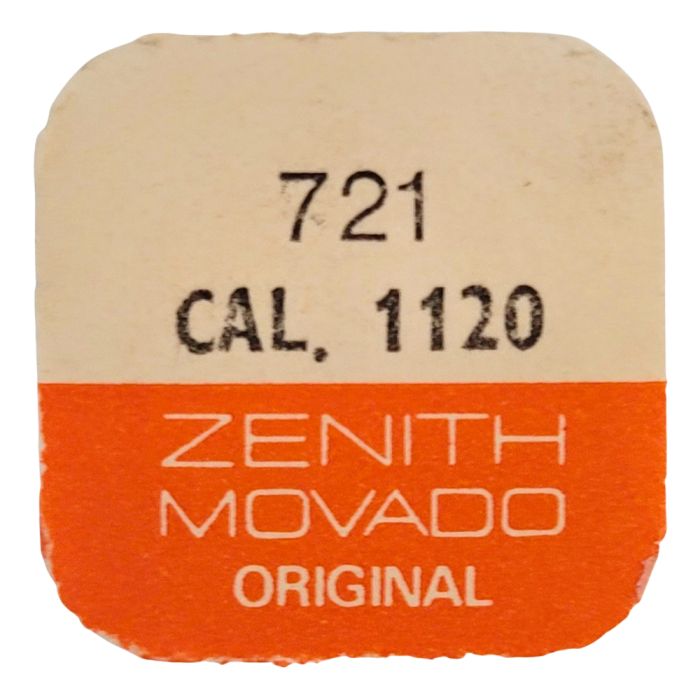 721
CAL. 1120
ZENITH
MOVADO
ORIGINAL